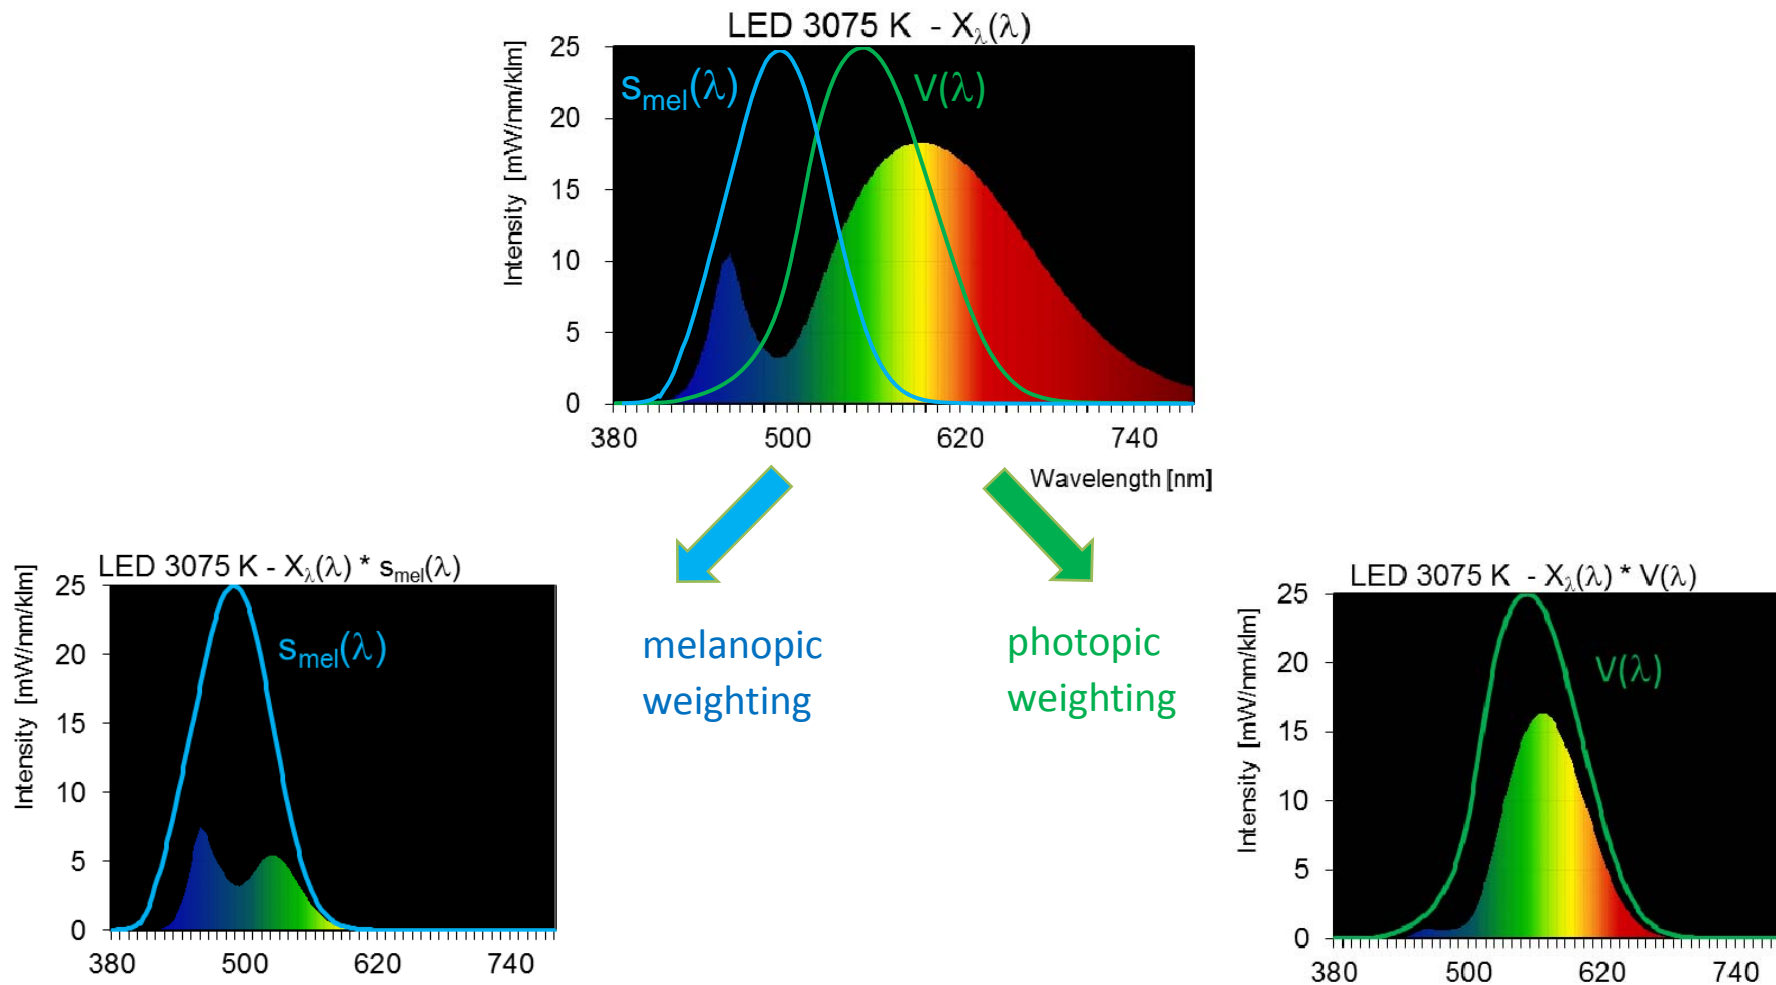 LED 3075 K - Xλ(λ)
Intensity [mW/nm/klm]
25
20
15
10
5
0
smel(λ)
V(λ)
380 500 620 740
Wavelength [nm]
LED 3075 K - Xλ(λ) * smel(λ)
Intensity [mW/nm/klm]
25
20
15
10
5
0
smel(λ)
380 500 620 740
melanopic
weighting
photopic
weighting
LED 3075 K - Xλ(λ) * V(λ)
Intensity [mW/nm/klm]
25
20
15
10
5
0
V(λ)
380 500 620 740